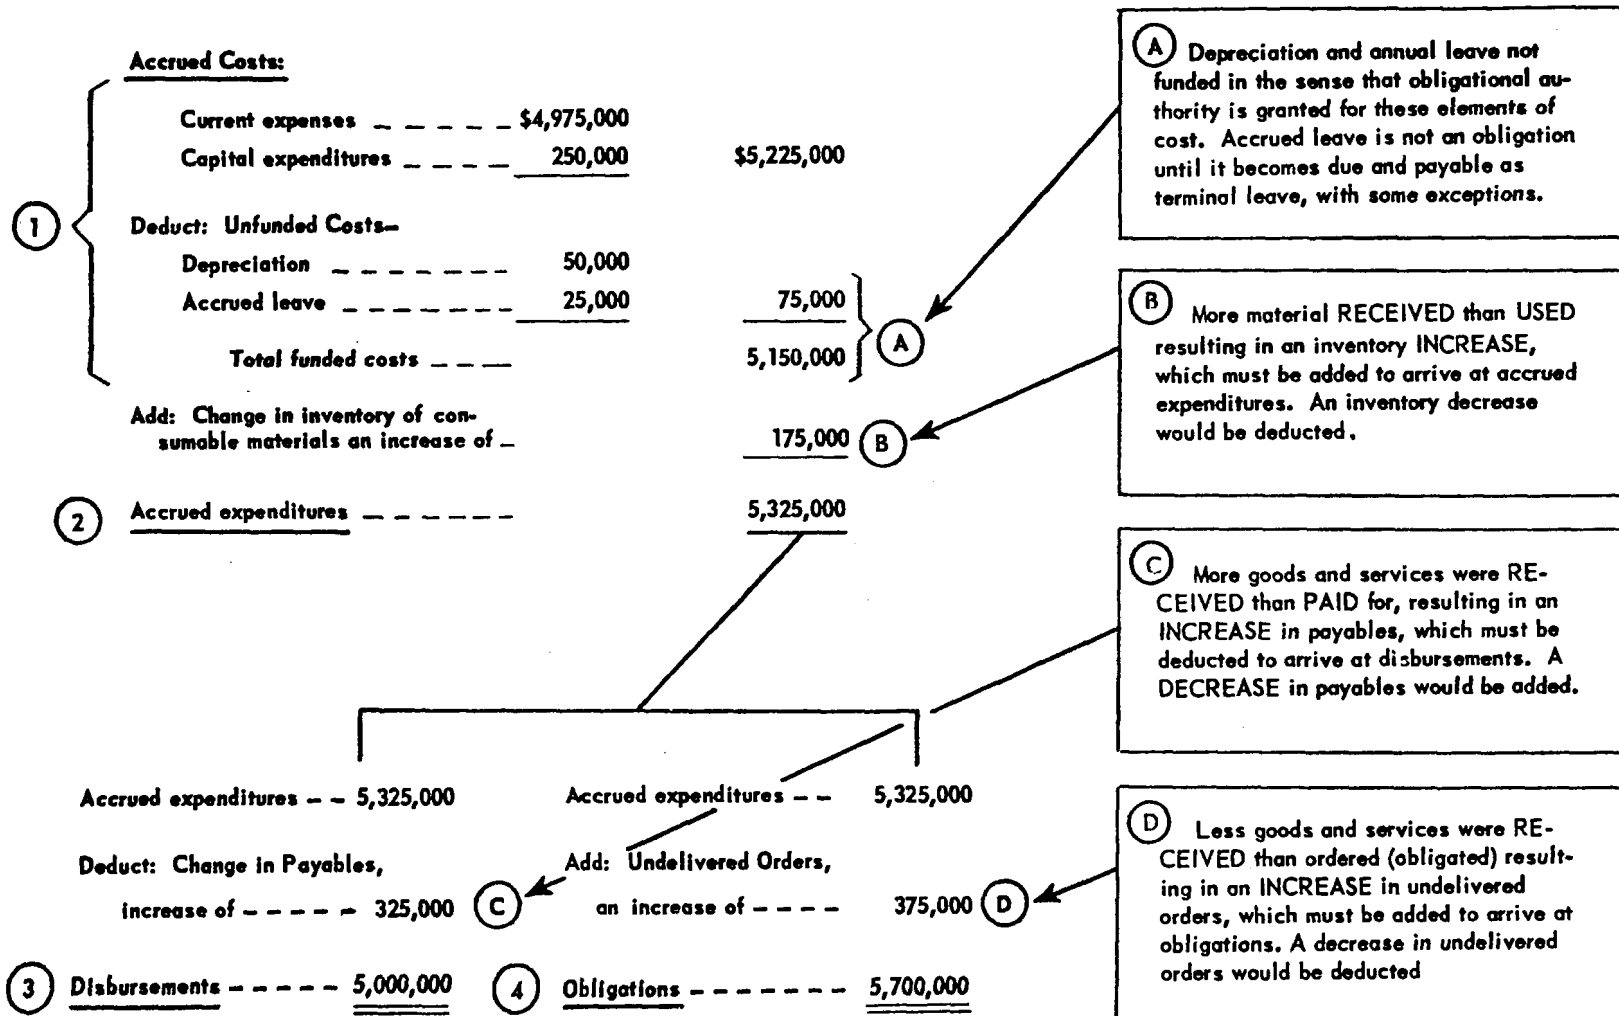 Accrued Costs:
Current expenses _ _ _ _ _ $4,975,000
Capital expenditures _ _ _ _ 250,000 $5,225,000
1
Deduct: Unfunded Costs—
Depreciation _ _ _ _ _ _ _ 50,000
Accrued leave _ _ _ _ _ _ _ 25,000 75,000
Total funded costs _ _ _ 5,150,000
A
Add: Change in inventory of con-
sumable materials an increase of — 175,000
B
2 Accrued expenditures _ _ _ _ _ _ 5,325,000
Accrued expenditures – – 5,325,000
Deduct: Change in Payables,
increase of – – – – – 325,000 C
3 Disbursements – – – – – 5,000,000
Accrued expenditures – – 5,325,000
Add: Undelivered Orders,
an increase of – – – – 375,000 D
4 Obligations – – – – – – – 5,700,000
A Depreciation and annual leave not
funded in the sense that obligational au-
thority is granted for these elements of
cost. Accrued leave is not an obligation
until it becomes due and payable as
terminal leave, with some exceptions.
B More material RECEIVED than USED
resulting in an inventory INCREASE,
which must be added to arrive at accrued
expenditures. An inventory decrease
would be deducted.
C More goods and services were RE-
CEIVED than PAID for, resulting in an
INCREASE in payables, which must be
deducted to arrive at disbursements. A
DECREASE in payables would be added.
D Less goods and services were RE-
CEIVED than ordered (obligated) result-
ing in an INCREASE in undelivered
orders, which must be added to arrive at
obligations. A decrease in undelivered
orders would be deducted